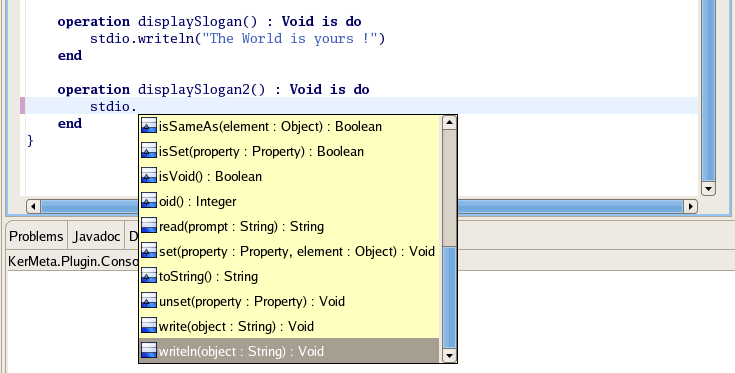 operation displaySlogan() : Void is do
stdio.writeln("The World is yours !")
end
operation displaySlogan2() : Void is do
stdio.
end
}
isSameAs(element : Object) : Boolean
isSet(property : Property) : Boolean
isVoid() : Boolean
oid() : Integer
read(prompt : String) : String
set(property : Property, element : Object) : Void
toString() : String
unset(property : Property) : Void
write(object : String) : Void
writeln(object : String) : Void
Problems Javadoc D
KerMeta.Plugin.Conso